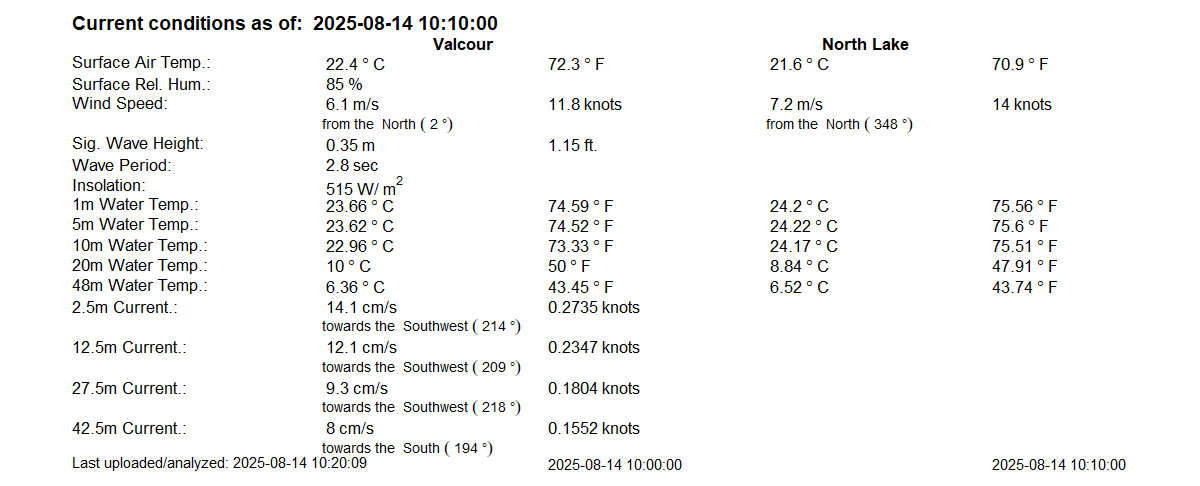 Current conditions as of: 2025-08-14 10:10:00
Valcour North Lake
Surface Air Temp.: 22.4 ° C 72.3 ° F 21.6 ° C 70.9 ° F
Surface Rel. Hum.: 85 %
Wind Speed: 6.1 m/s 11.8 knots 7.2 m/s 14 knots
from the North ( 2 °) from the North ( 348 °)
Sig. Wave Height: 0.35 m 1.15 ft.
Wave Period: 2.8 sec
Insolation: 515 W/ m²
1m Water Temp.: 23.66 ° C 74.59 ° F 24.2 ° C 75.56 ° F
5m Water Temp.: 23.62 ° C 74.52 ° F 24.22 ° C 75.6 ° F
10m Water Temp.: 22.96 ° C 73.33 ° F 24.17 ° C 75.51 ° F
20m Water Temp.: 10 ° C 50 ° F 8.84 ° C 47.91 ° F
48m Water Temp.: 6.36 ° C 43.45 ° F 6.52 ° C 43.74 ° F
2.5m Current.: 14.1 cm/s 0.2735 knots
towards the Southwest ( 214 °)
12.5m Current.: 12.1 cm/s 0.2347 knots
towards the Southwest ( 209 °)
27.5m Current.: 9.3 cm/s 0.1804 knots
towards the Southwest ( 218 °)
42.5m Current.: 8 cm/s 0.1552 knots
towards the South ( 194 °)
Last uploaded/analyzed: 2025-08-14 10:20:09 2025-08-14 10:00:00 2025-08-14 10:10:00